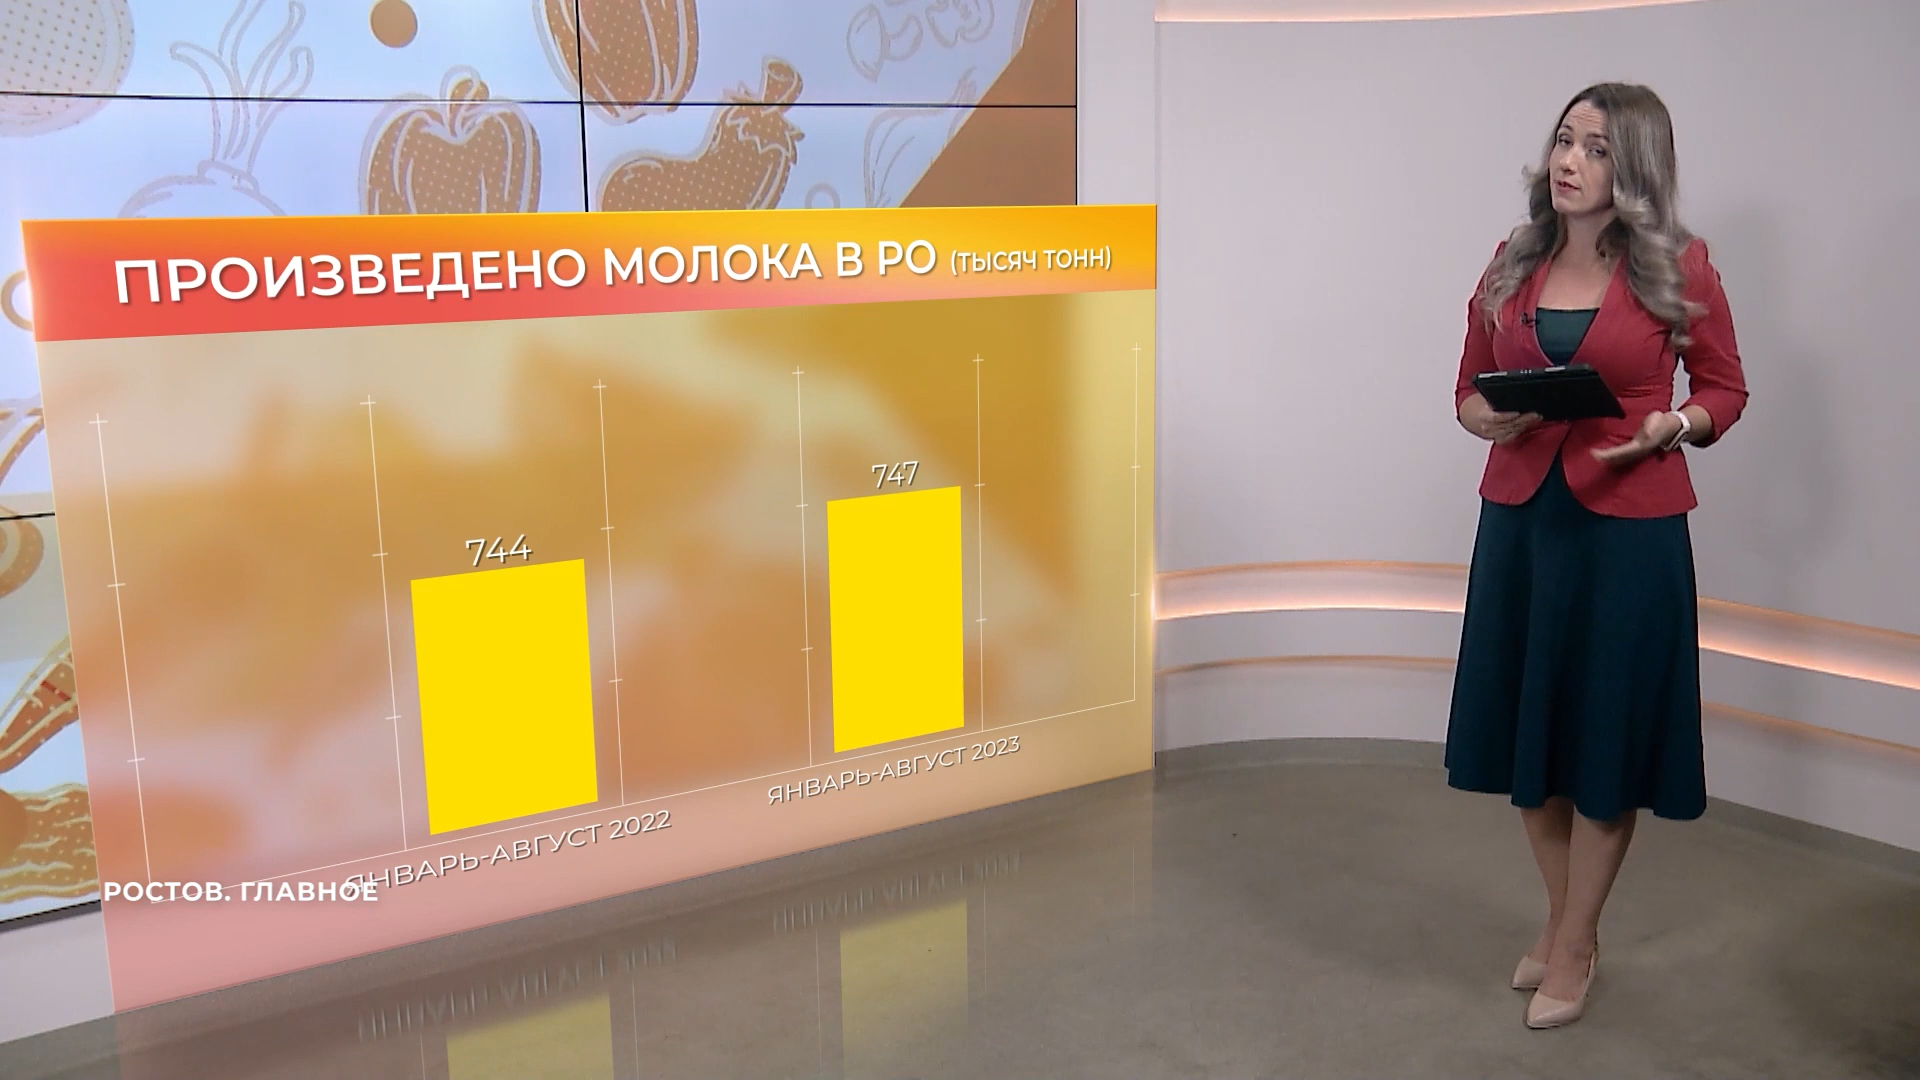 ПРОИЗВЕДЕНО МОЛОКА В РО (ТЫСЯЧ ТОНН)
744
747
ЯНВАРЬ-АВГУСТ 2022
ЯНВАРЬ-АВГУСТ 2023
РОСТОВ. ГЛАВНОЕ